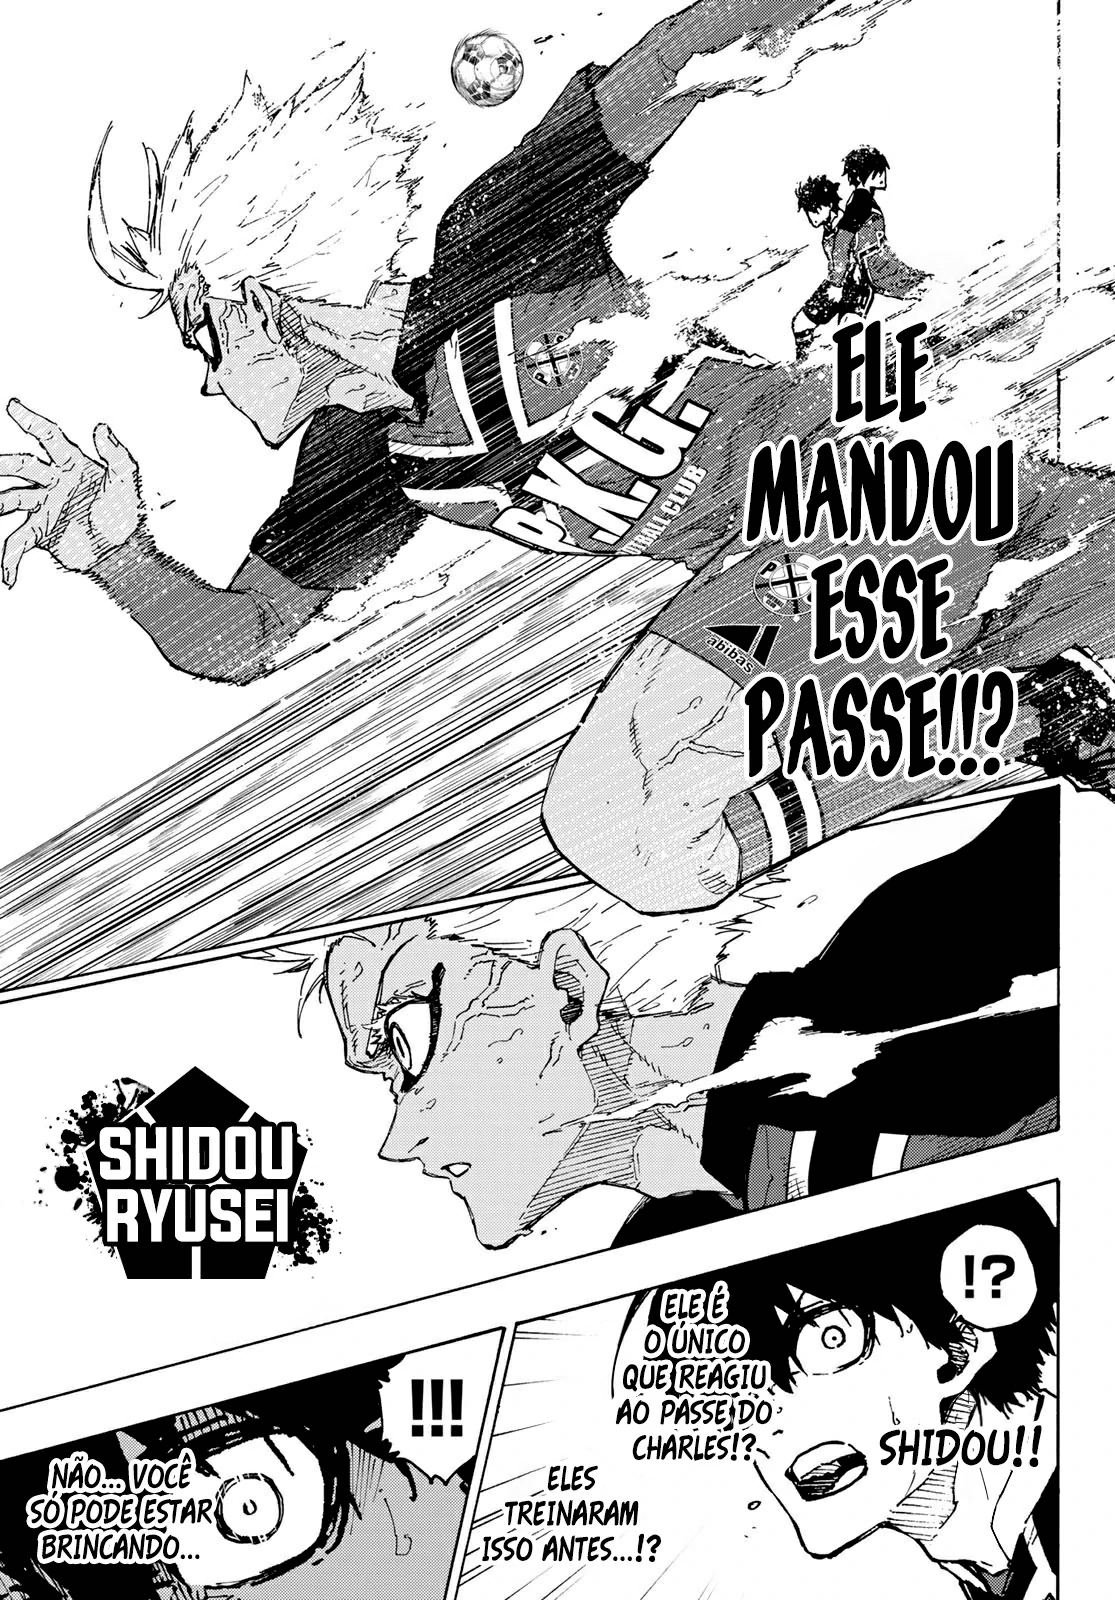 ELE
MANDOU
ESSE
PASSE!!?
P.X.G.
FOOTBALL CLUB
abibas
SHIDOU
RYUSEI
!?
SHIDOU!!
ELE É
O ÚNICO
QUE REAGIU
AO PASSE DO
CHARLES!?
ELES
TREINARAM
ISSO ANTES...!?
!!!
NÃO... VOCÊ
SÓ PODE ESTAR
BRINCANDO...